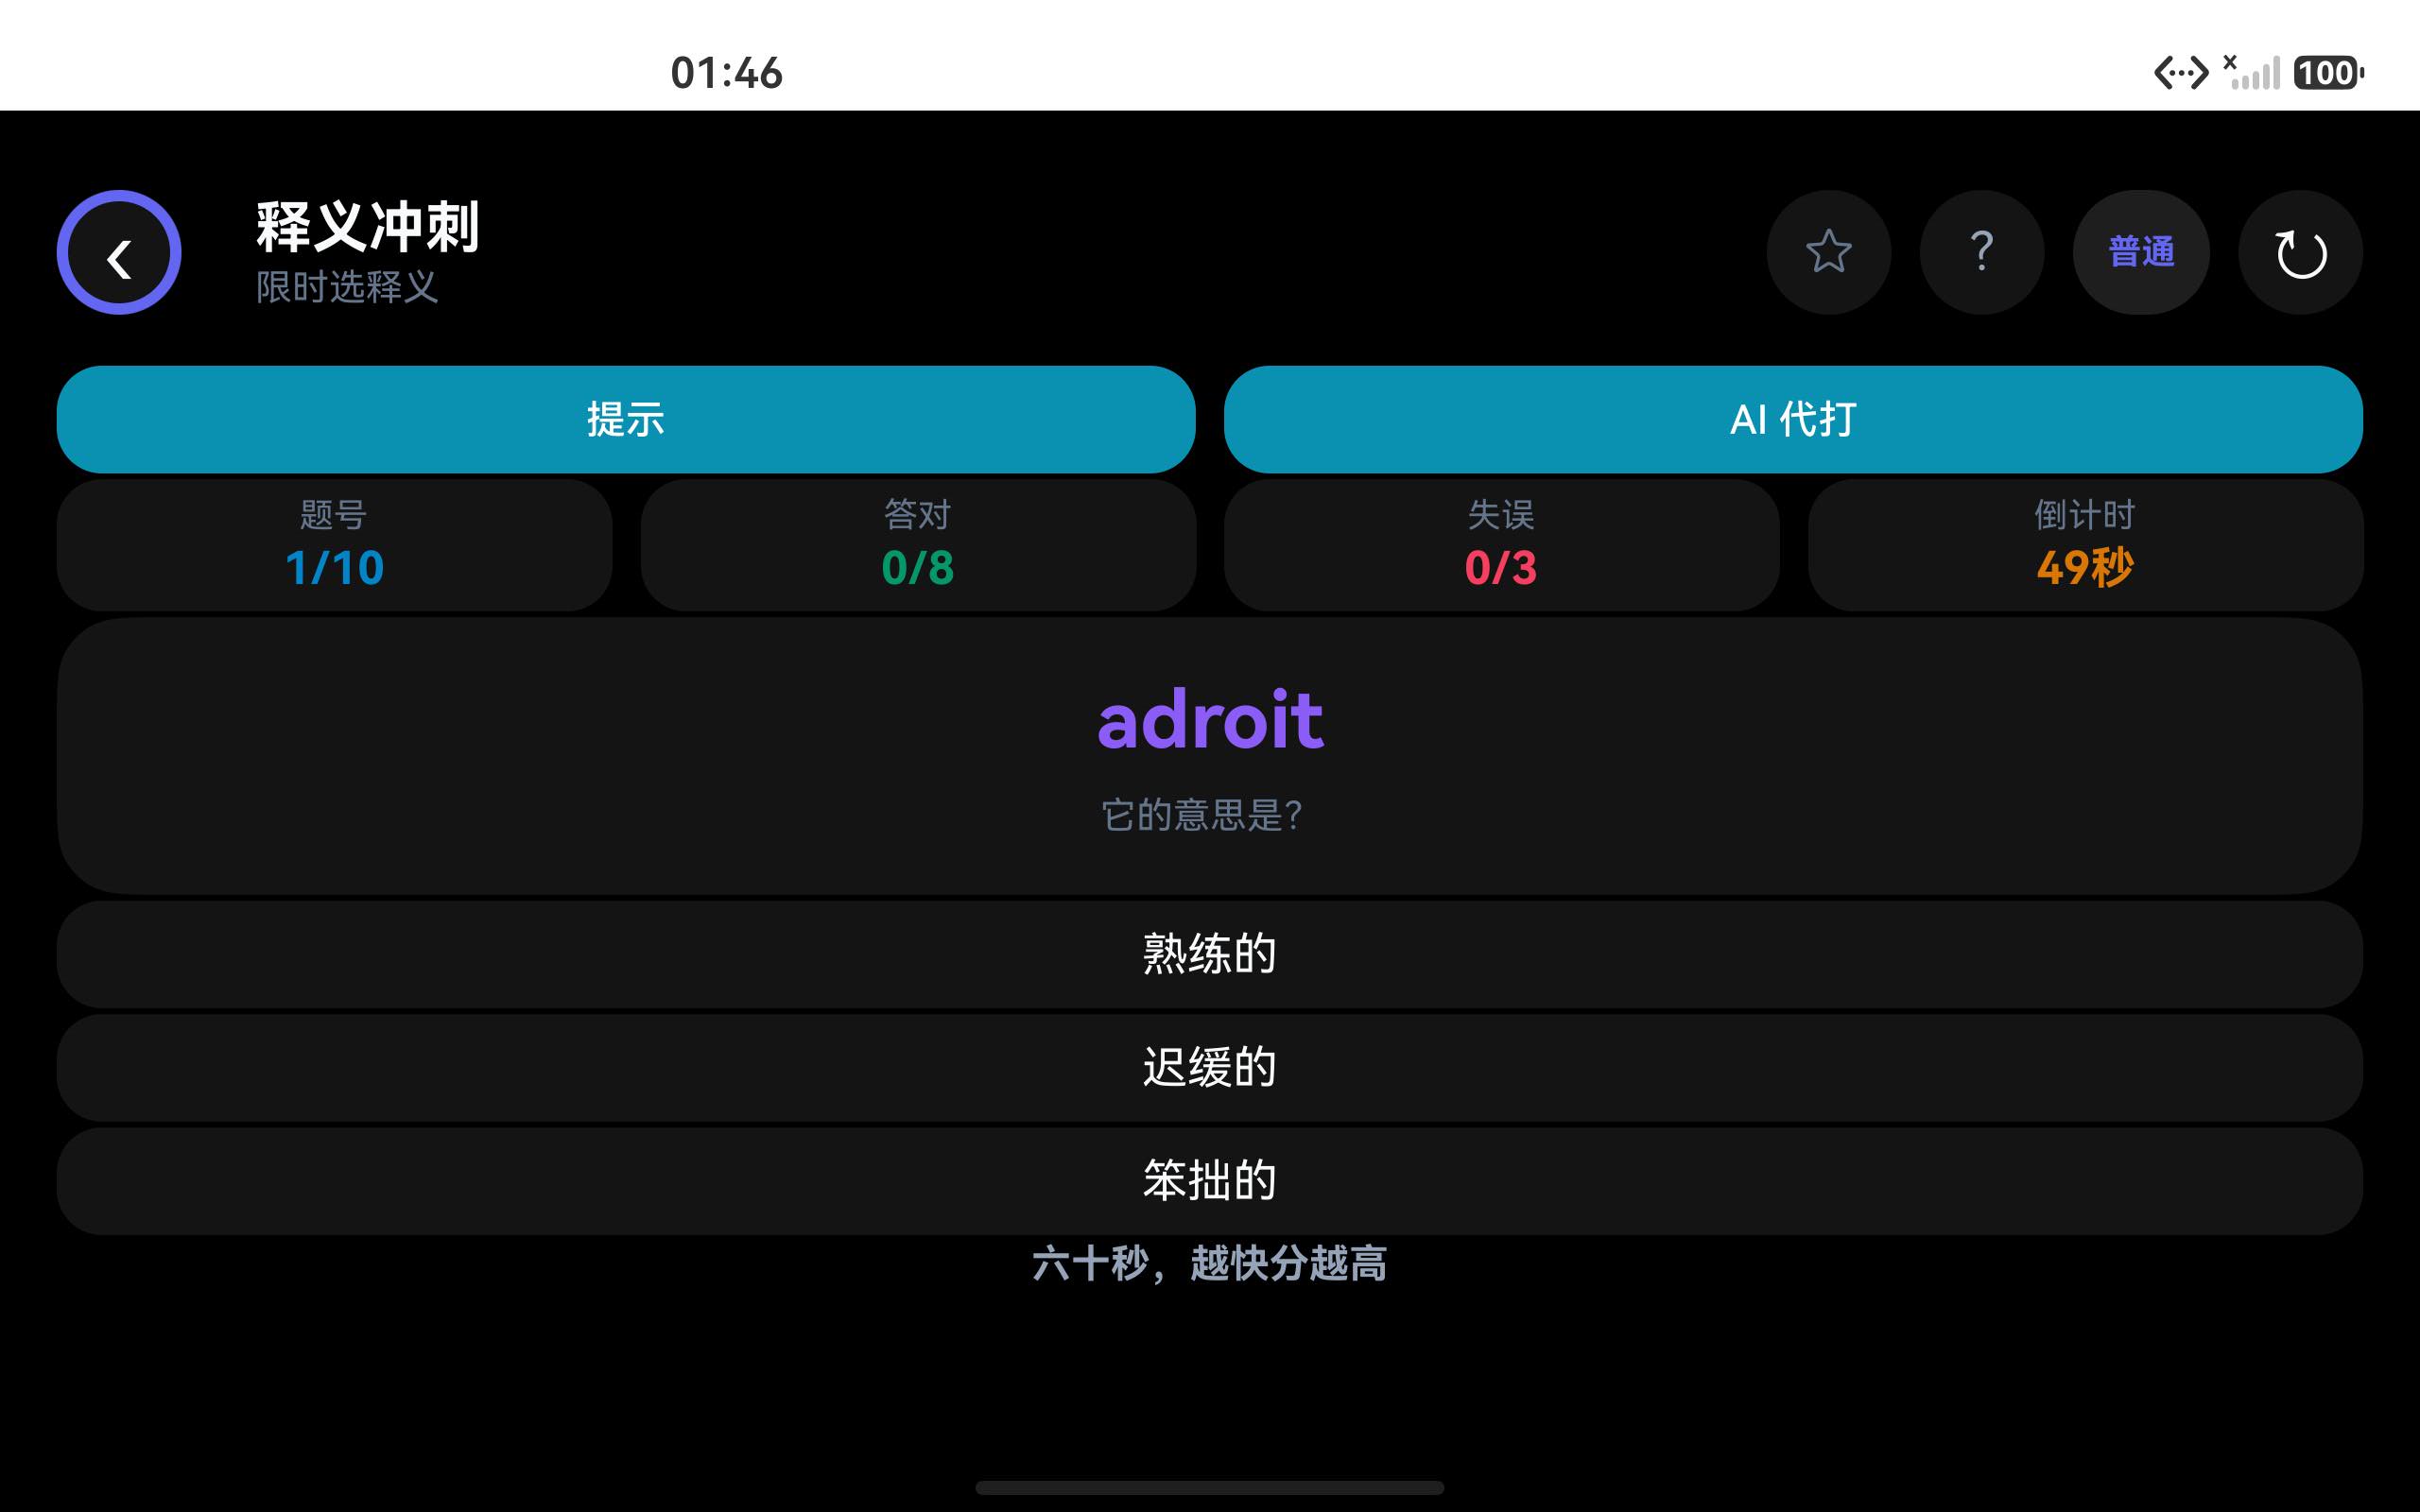 01:46
100
释义冲刺
限时选释义
?
普通
提示
AI 代打
题号
1/10
答对
0/8
失误
0/3
倒计时
49秒
adroit
它的意思是？
熟练的
迟缓的
笨拙的
六十秒，越快分越高